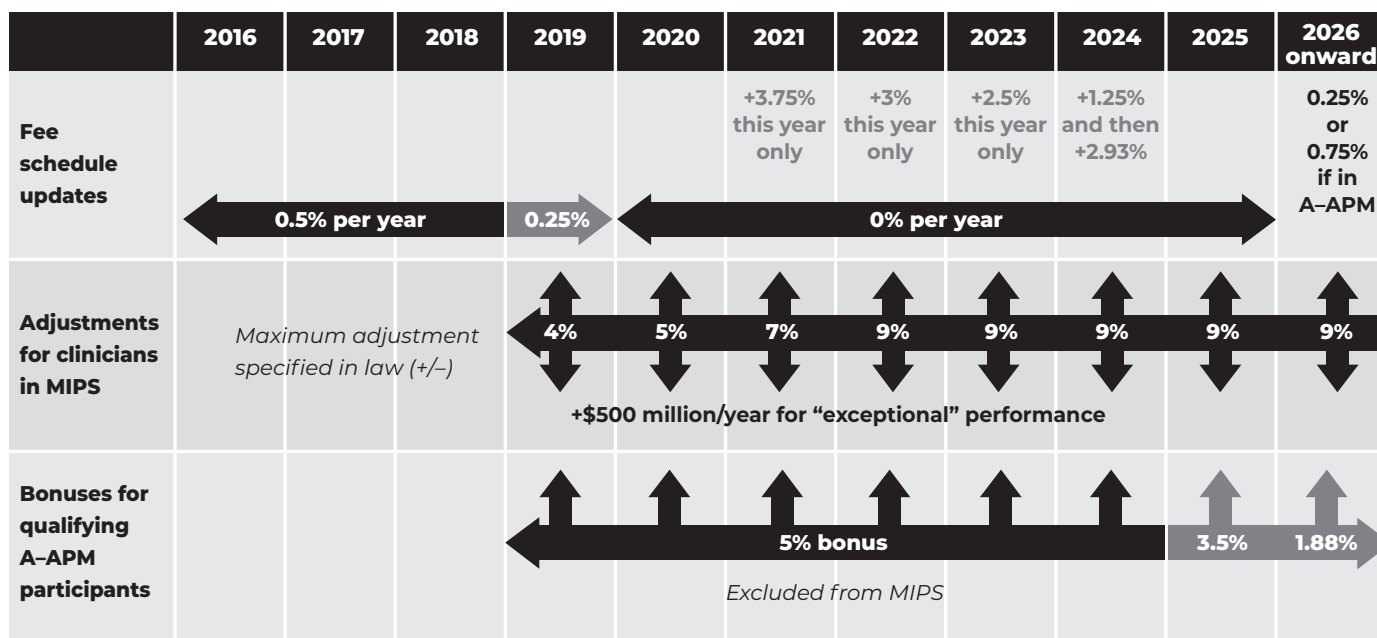 2016 2017 2018 2019 2020 2021 2022 2023 2024 2025 2026
onward
Fee
schedule
updates
+3.75%
this year
only
+3%
this year
only
+2.5%
this year
only
+1.25%
and then
+2.93%
0.25%
or
0.75%
if in
A–APM
0.5% per year
0.25%
0% per year
Adjustments
for clinicians
in MIPS
Maximum adjustment
specified in law (+/–)
4% 5% 7% 9% 9% 9% 9% 9%
+$500 million/year for “exceptional” performance
Bonuses for
qualifying
A–APM
participants
5% bonus
3.5%
1.88%
Excluded from MIPS